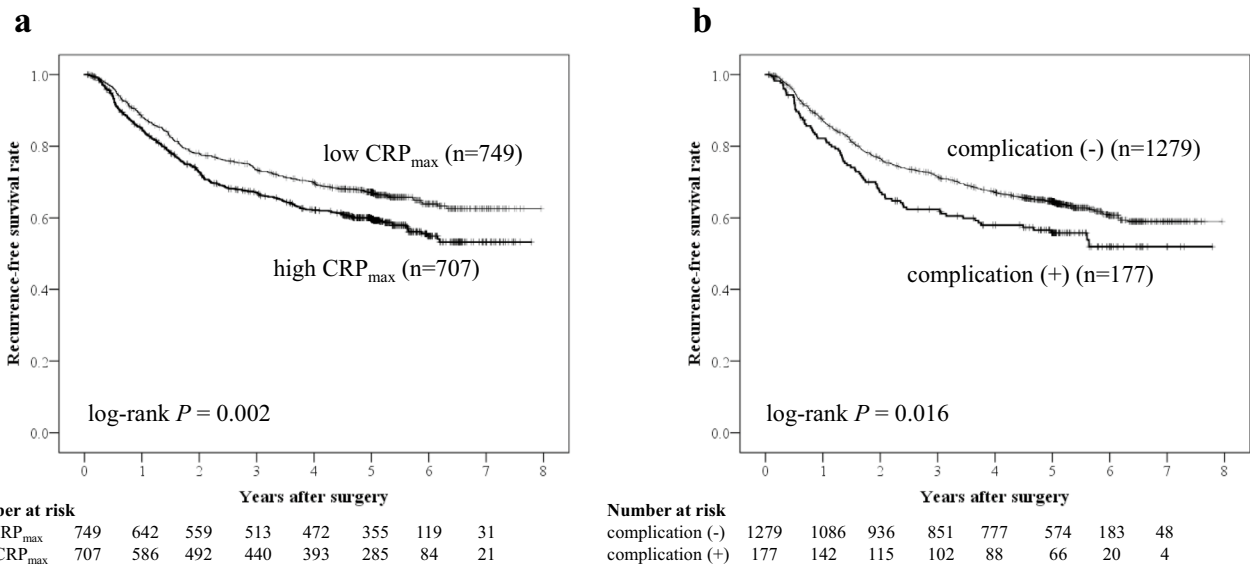 a
1.0
0.8
0.6
0.4
0.2
0.0
Recurrence-free survival rate
low CRPmax (n=749)
high CRPmax (n=707)
log-rank P = 0.002
0 1 2 3 4 5 6 7 8
Years after surgery
ber at risk
CRPmax 749 642 559 513 472 355 119 31
CRPmax 707 586 492 440 393 285 84 21
b
1.0
0.8
0.6
0.4
0.2
0.0
Recurrence-free survival rate
complication (-) (n=1279)
complication (+) (n=177)
log-rank P = 0.016
0 1 2 3 4 5 6 7 8
Years after surgery
Number at risk
complication (-) 1279 1086 936 851 777 574 183 48
complication (+) 177 142 115 102 88 66 20 4